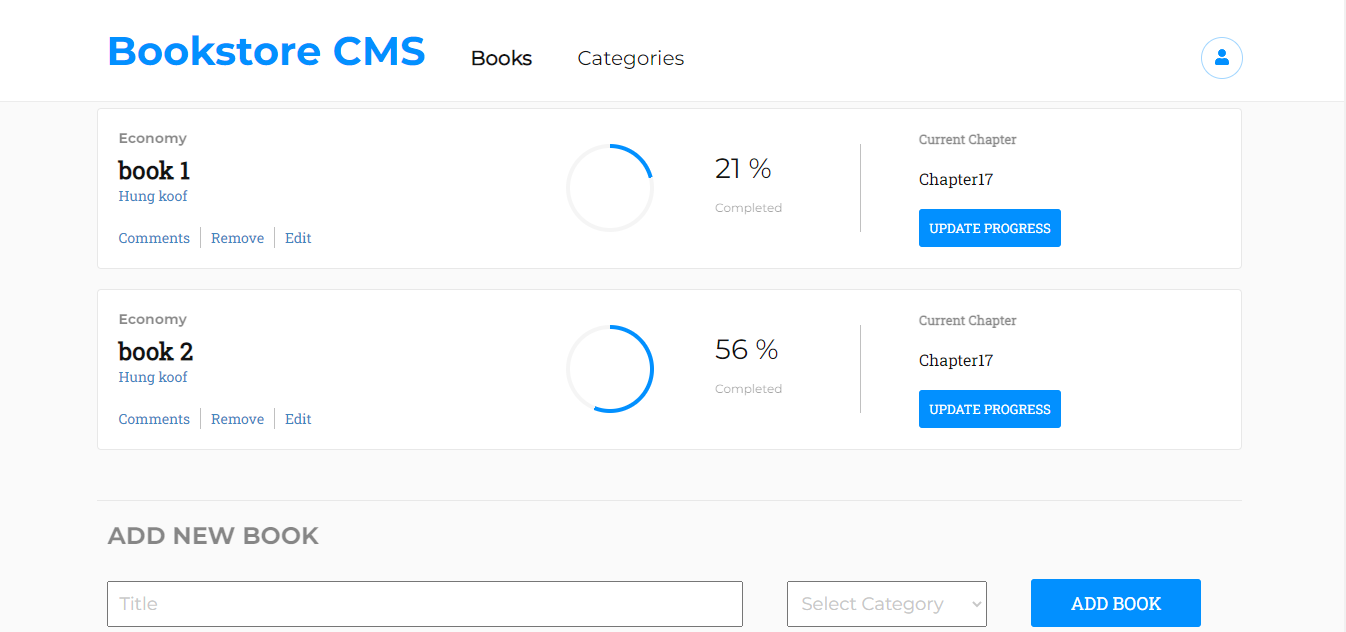 Bookstore CMS Books Categories
Economy
book 1
Hung koof
Comments Remove Edit
21 %
Completed
Current Chapter
Chapter17
UPDATE PROGRESS
Economy
book 2
Hung koof
Comments Remove Edit
56 %
Completed
Current Chapter
Chapter17
UPDATE PROGRESS
ADD NEW BOOK
Title Select Category ADD BOOK